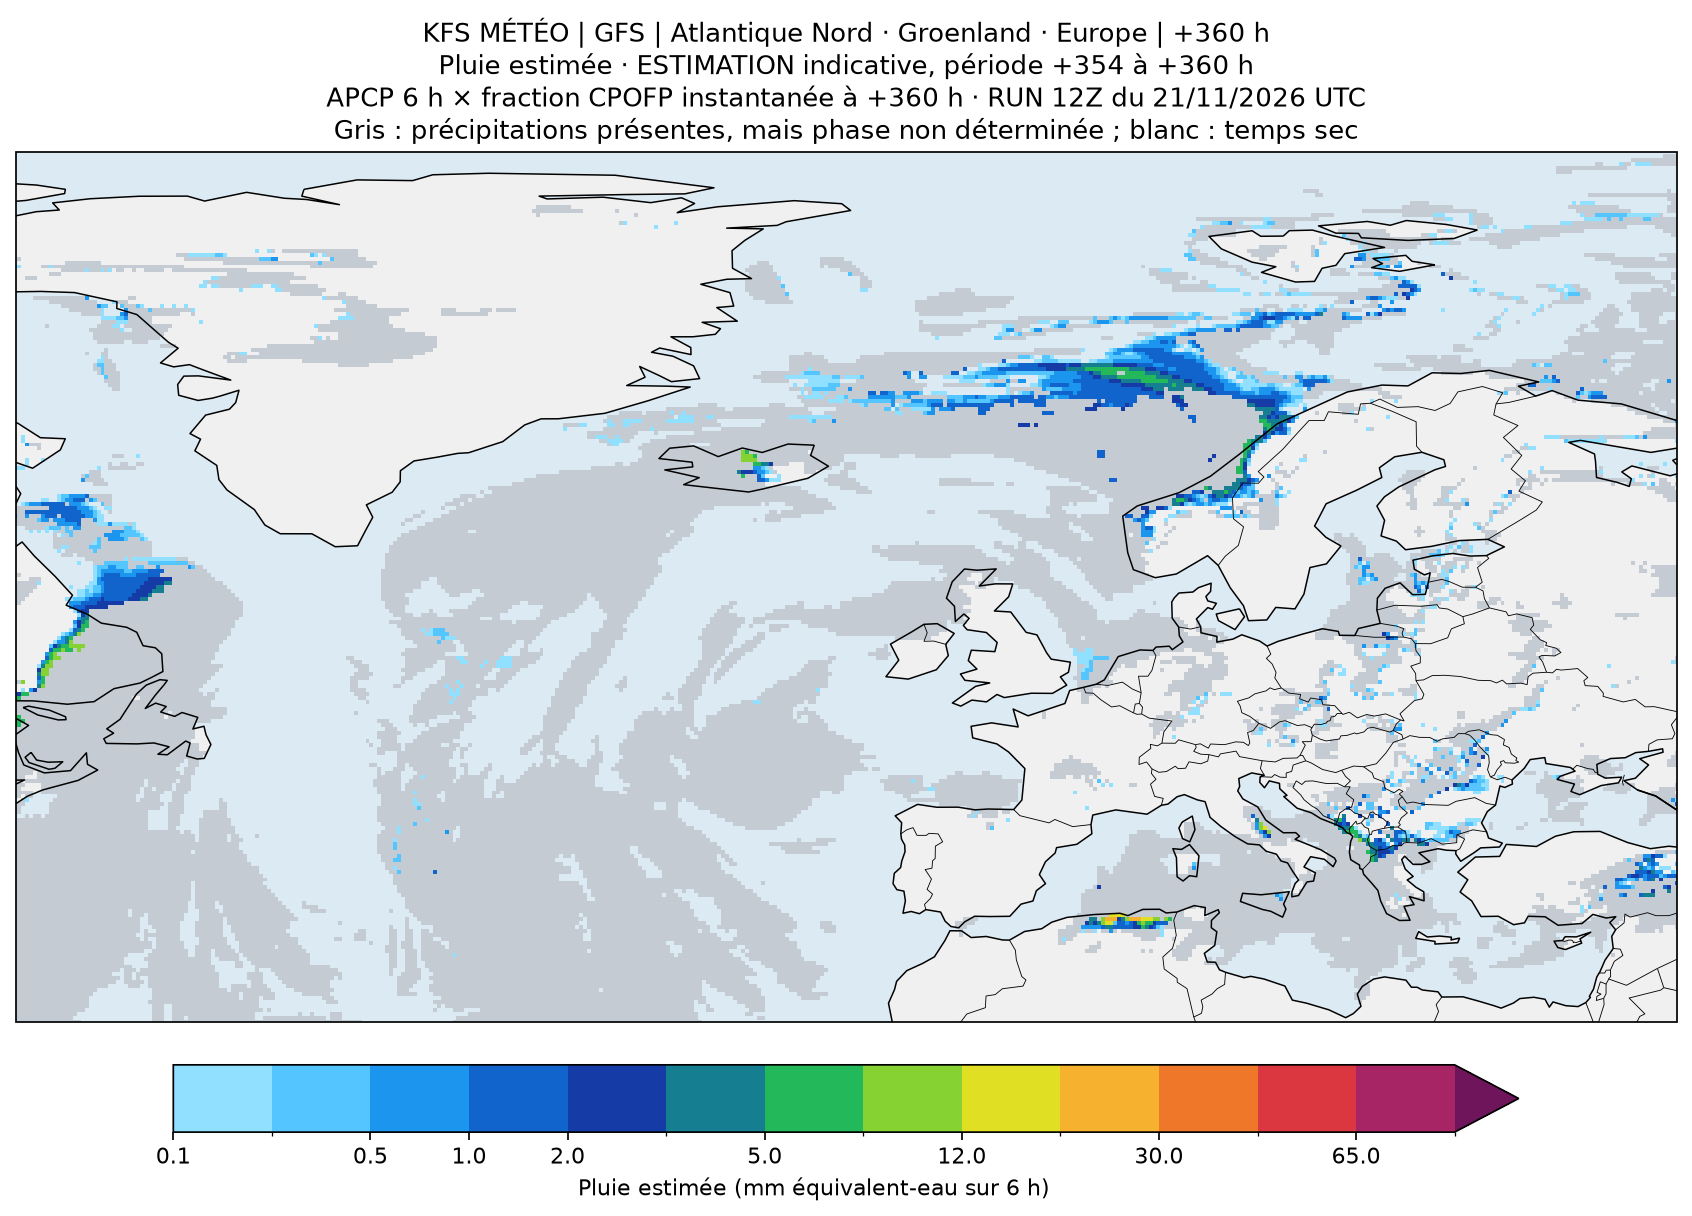 KFS MÉTÉO | GFS | Atlantique Nord · Groenland · Europe | +360 h
Pluie estimée · ESTIMATION indicative, période +354 à +360 h
APCP 6 h × fraction CPOFP instantanée à +360 h · RUN 12Z du 21/11/2026 UTC
Gris : précipitations présentes, mais phase non déterminée ; blanc : temps sec
0.1 0.5 1.0 2.0 5.0 12.0 30.0 65.0
Pluie estimée (mm équivalent-eau sur 6 h)